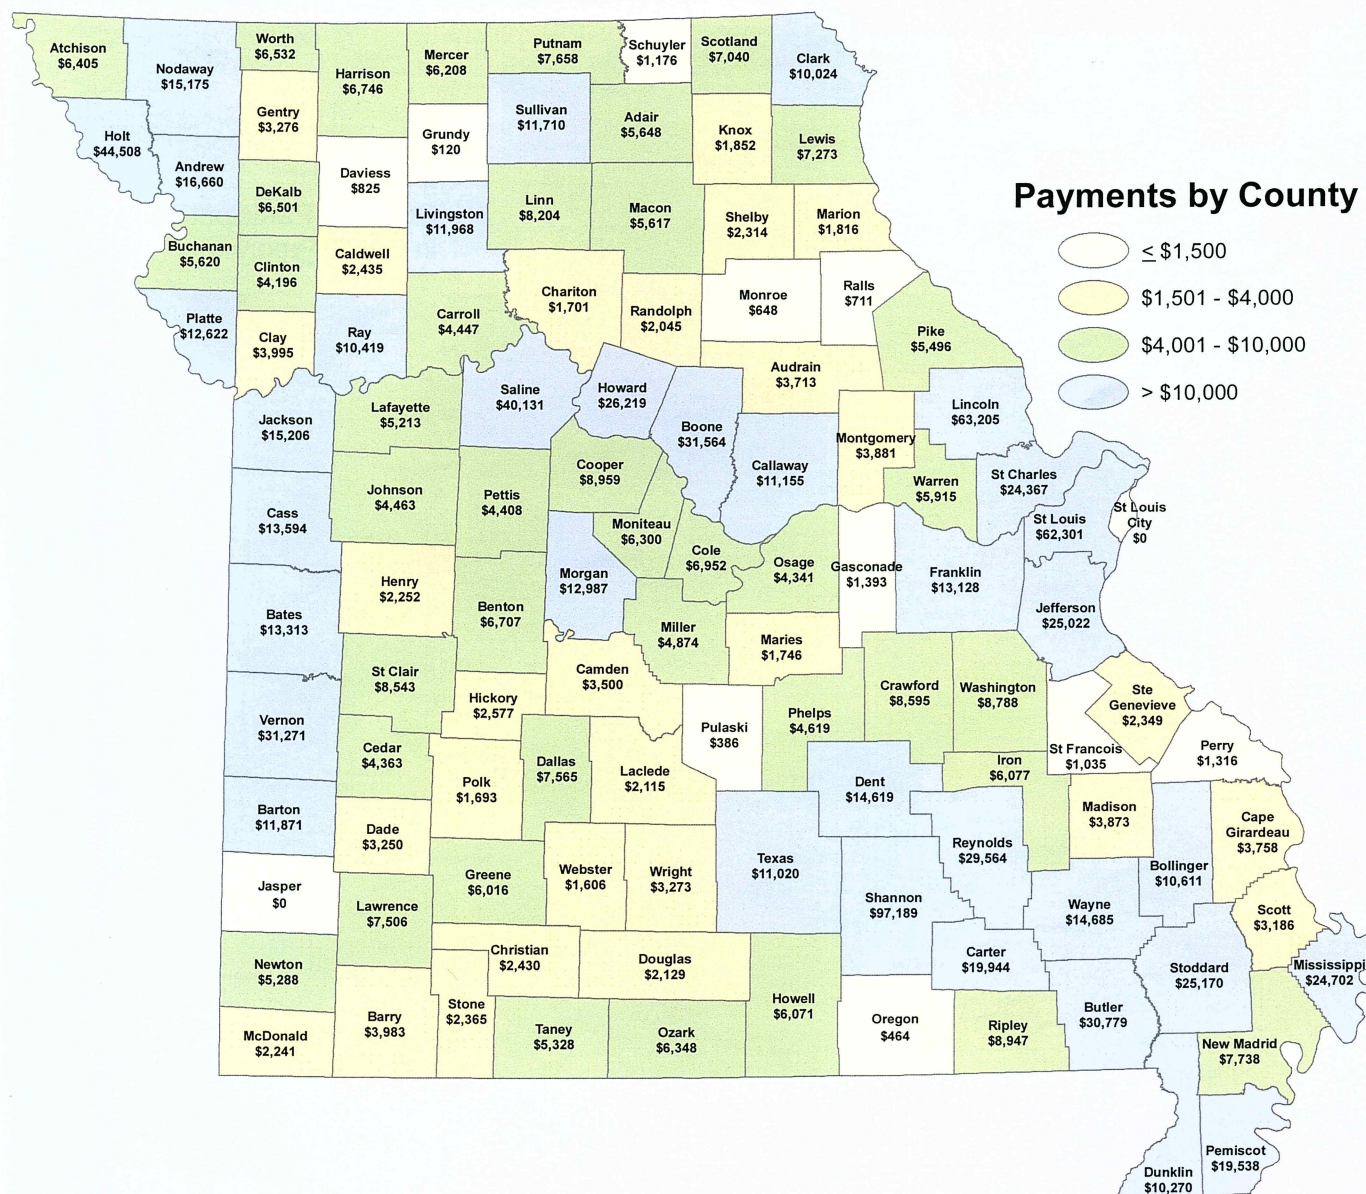 Payments by County
≤ $1,500
$1,501 - $4,000
$4,001 - $10,000
> $10,000
Atchison
$6,405
Nodaway
$15,175
Worth
$6,532
Harrison
$6,746
Mercer
$6,208
Putnam
$7,658
Schuyler
$1,176
Scotland
$7,040
Clark
$10,024
Holt
$44,508
Andrew
$16,660
Gentry
$3,276
DeKalb
$6,501
Daviess
$825
Grundy
$120
Sullivan
$11,710
Adair
$5,648
Knox
$1,852
Lewis
$7,273
Buchanan
$5,620
Clinton
$4,196
Caldwell
$2,435
Livingston
$11,968
Linn
$8,204
Macon
$5,617
Shelby
$2,314
Marion
$1,816
Platte
$12,622
Clay
$3,995
Ray
$10,419
Carroll
$4,447
Chariton
$1,701
Randolph
$2,045
Monroe
$648
Ralls
$711
Pike
$5,496
Audrain
$3,713
Jackson
$15,206
Lafayette
$5,213
Saline
$40,131
Howard
$26,219
Boone
$31,564
Callaway
$11,155
Montgomery
$3,881
Lincoln
$63,205
Warren
$5,915
St Charles
$24,367
St Louis
$62,301
St Louis
City
$0
Cass
$13,594
Johnson
$4,463
Pettis
$4,408
Cooper
$8,959
Moniteau
$6,300
Cole
$6,952
Osage
$4,341
Gasconade
$1,393
Franklin
$13,128
Jefferson
$25,022
Bates
$13,313
Henry
$2,252
Benton
$6,707
Morgan
$12,987
Miller
$4,874
Maries
$1,746
Vernon
$31,271
St Clair
$8,543
Hickory
$2,577
Camden
$3,500
Pulaski
$386
Phelps
$4,619
Crawford
$8,595
Washington
$8,788
St Francois
$1,035
Ste
Genevieve
$2,349
Perry
$1,316
Cedar
$4,363
Polk
$1,693
Dallas
$7,565
Laclede
$2,115
Dent
$14,619
Iron
$6,077
Madison
$3,873
Cape
Girardeau
$3,758
Barton
$11,871
Dade
$3,250
Greene
$6,016
Webster
$1,606
Wright
$3,273
Texas
$11,020
Shannon
$97,189
Reynolds
$29,564
Wayne
$14,685
Bollinger
$10,611
Scott
$3,186
Jasper
$0
Lawrence
$7,506
Christian
$2,430
Douglas
$2,129
Howell
$6,071
Carter
$19,944
Stoddard
$25,170
Mississippi
$24,702
Newton
$5,288
McDonald
$2,241
Barry
$3,983
Stone
$2,365
Taney
$5,328
Ozark
$6,348
Oregon
$464
Ripley
$8,947
Butler
$30,779
New Madrid
$7,738
Pemiscot
$19,538
Dunklin
$10,270